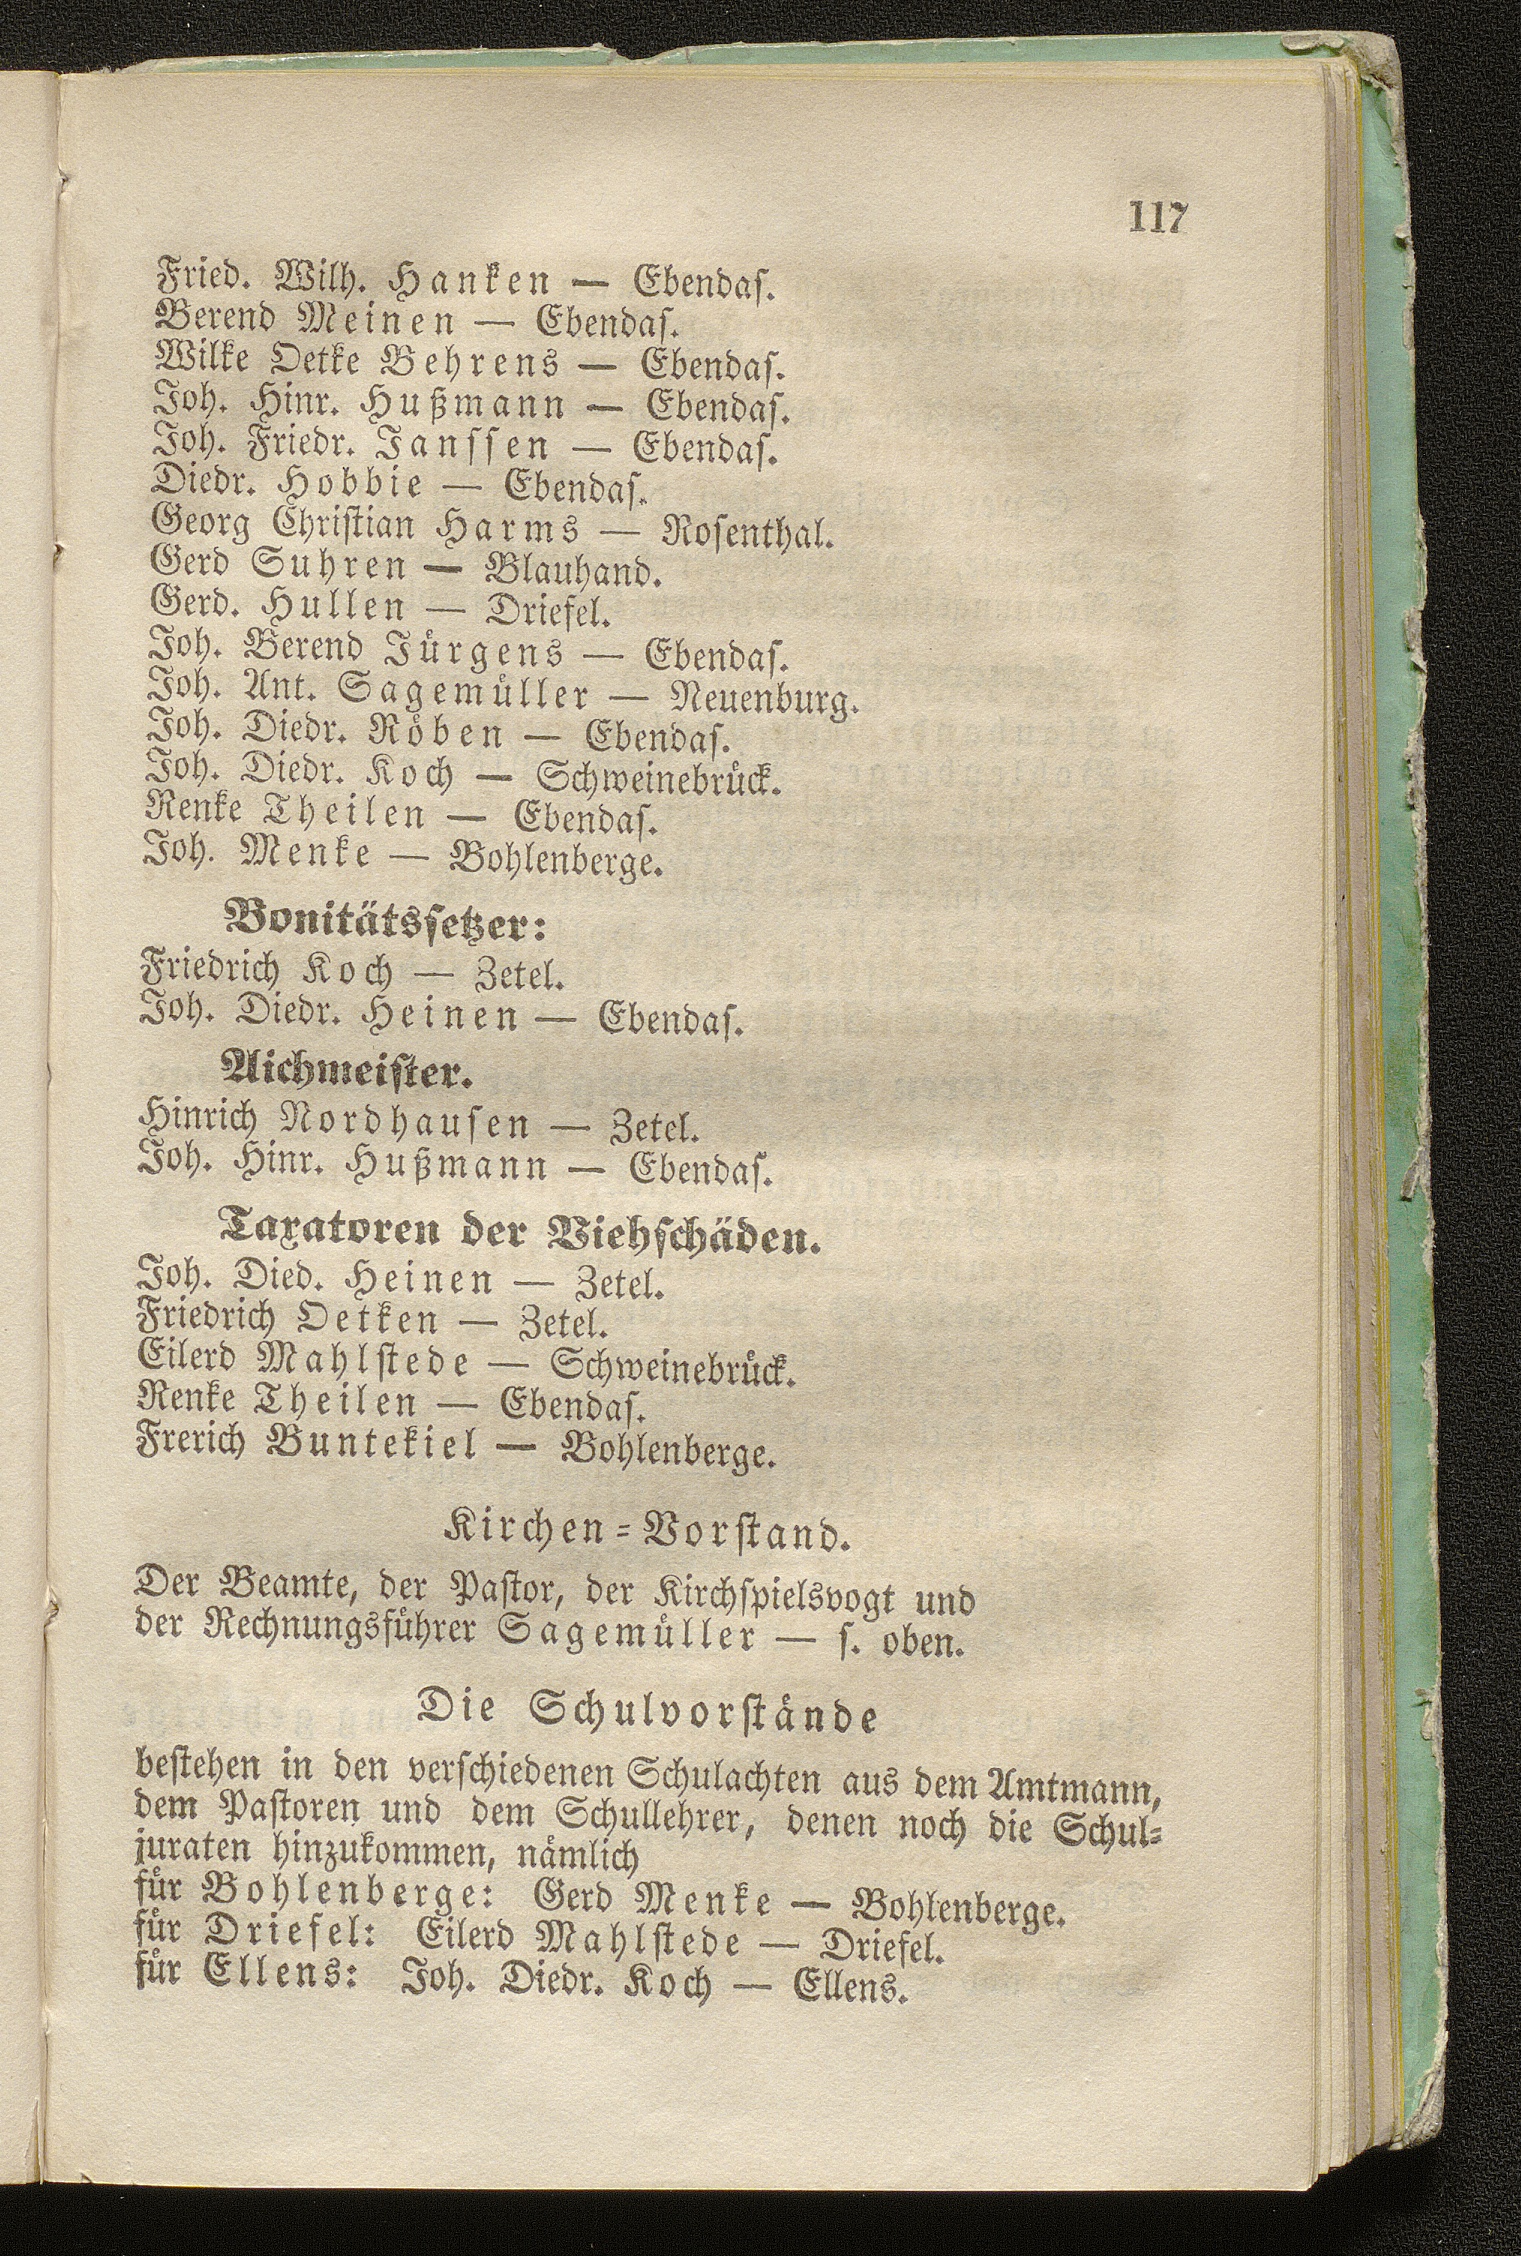 117
Fried. Wilh. Hanken — Ebendaſ.
Berend Meinen — Ebendaſ.
Wilke Oetke Behrens — Ebendaſ.
Joh. Hinr. Hußmann — Ebendaſ.
Joh. Friedr. Janſſen — Ebendaſ.
Diedr. Hobbie — Ebendaſ.
Georg Chriſtian Harms — Roſenthal.
Gerd Suhren — Blauhand.
Gerd. Hullen — Driefel.
Joh. Berend Jürgens — Ebendaſ.
Joh. Ant. Sagemüller — Neuenburg.
Joh. Diedr. Röben — Ebendaſ.
Joh. Diedr. Koch — Schweinebrück.
Renke Theilen — Ebendaſ.
Joh. Menke — Bohlenberge.
Bonitätsſetzer:
Friedrich Koch — Zetel.
Joh. Diedr. Heinen — Ebendaſ.
Aichmeiſter.
Hinrich Nordhauſen — Zetel.
Joh. Hinr. Hußmann — Ebendaſ.
Taxatoren der Viehſchäden.
Joh. Died. Heinen — Zetel.
Friedrich Oetken — Zetel.
Eilerd Mahlſtede — Schweinebrück.
Renke Theilen — Ebendaſ.
Frerich Buntekiel — Bohlenberge.
Kirchen=Vorſtand.
Der Beamte, der Paſtor, der Kirchſpielsvogt und
der Rechnungsführer Sagemüller — ſ. oben.
Die Schulvorſtände
beſtehen in den verſchiedenen Schulachten aus dem Amtmann,
dem Paſtoren und dem Schullehrer, denen noch die Schul=
juraten hinzukommen, nämlich
für Bohlenberge: Gerd Menke — Bohlenberge.
für Driefel: Eilerd Mahlſtede — Driefel.
für Ellens: Joh. Diedr. Koch — Ellens.